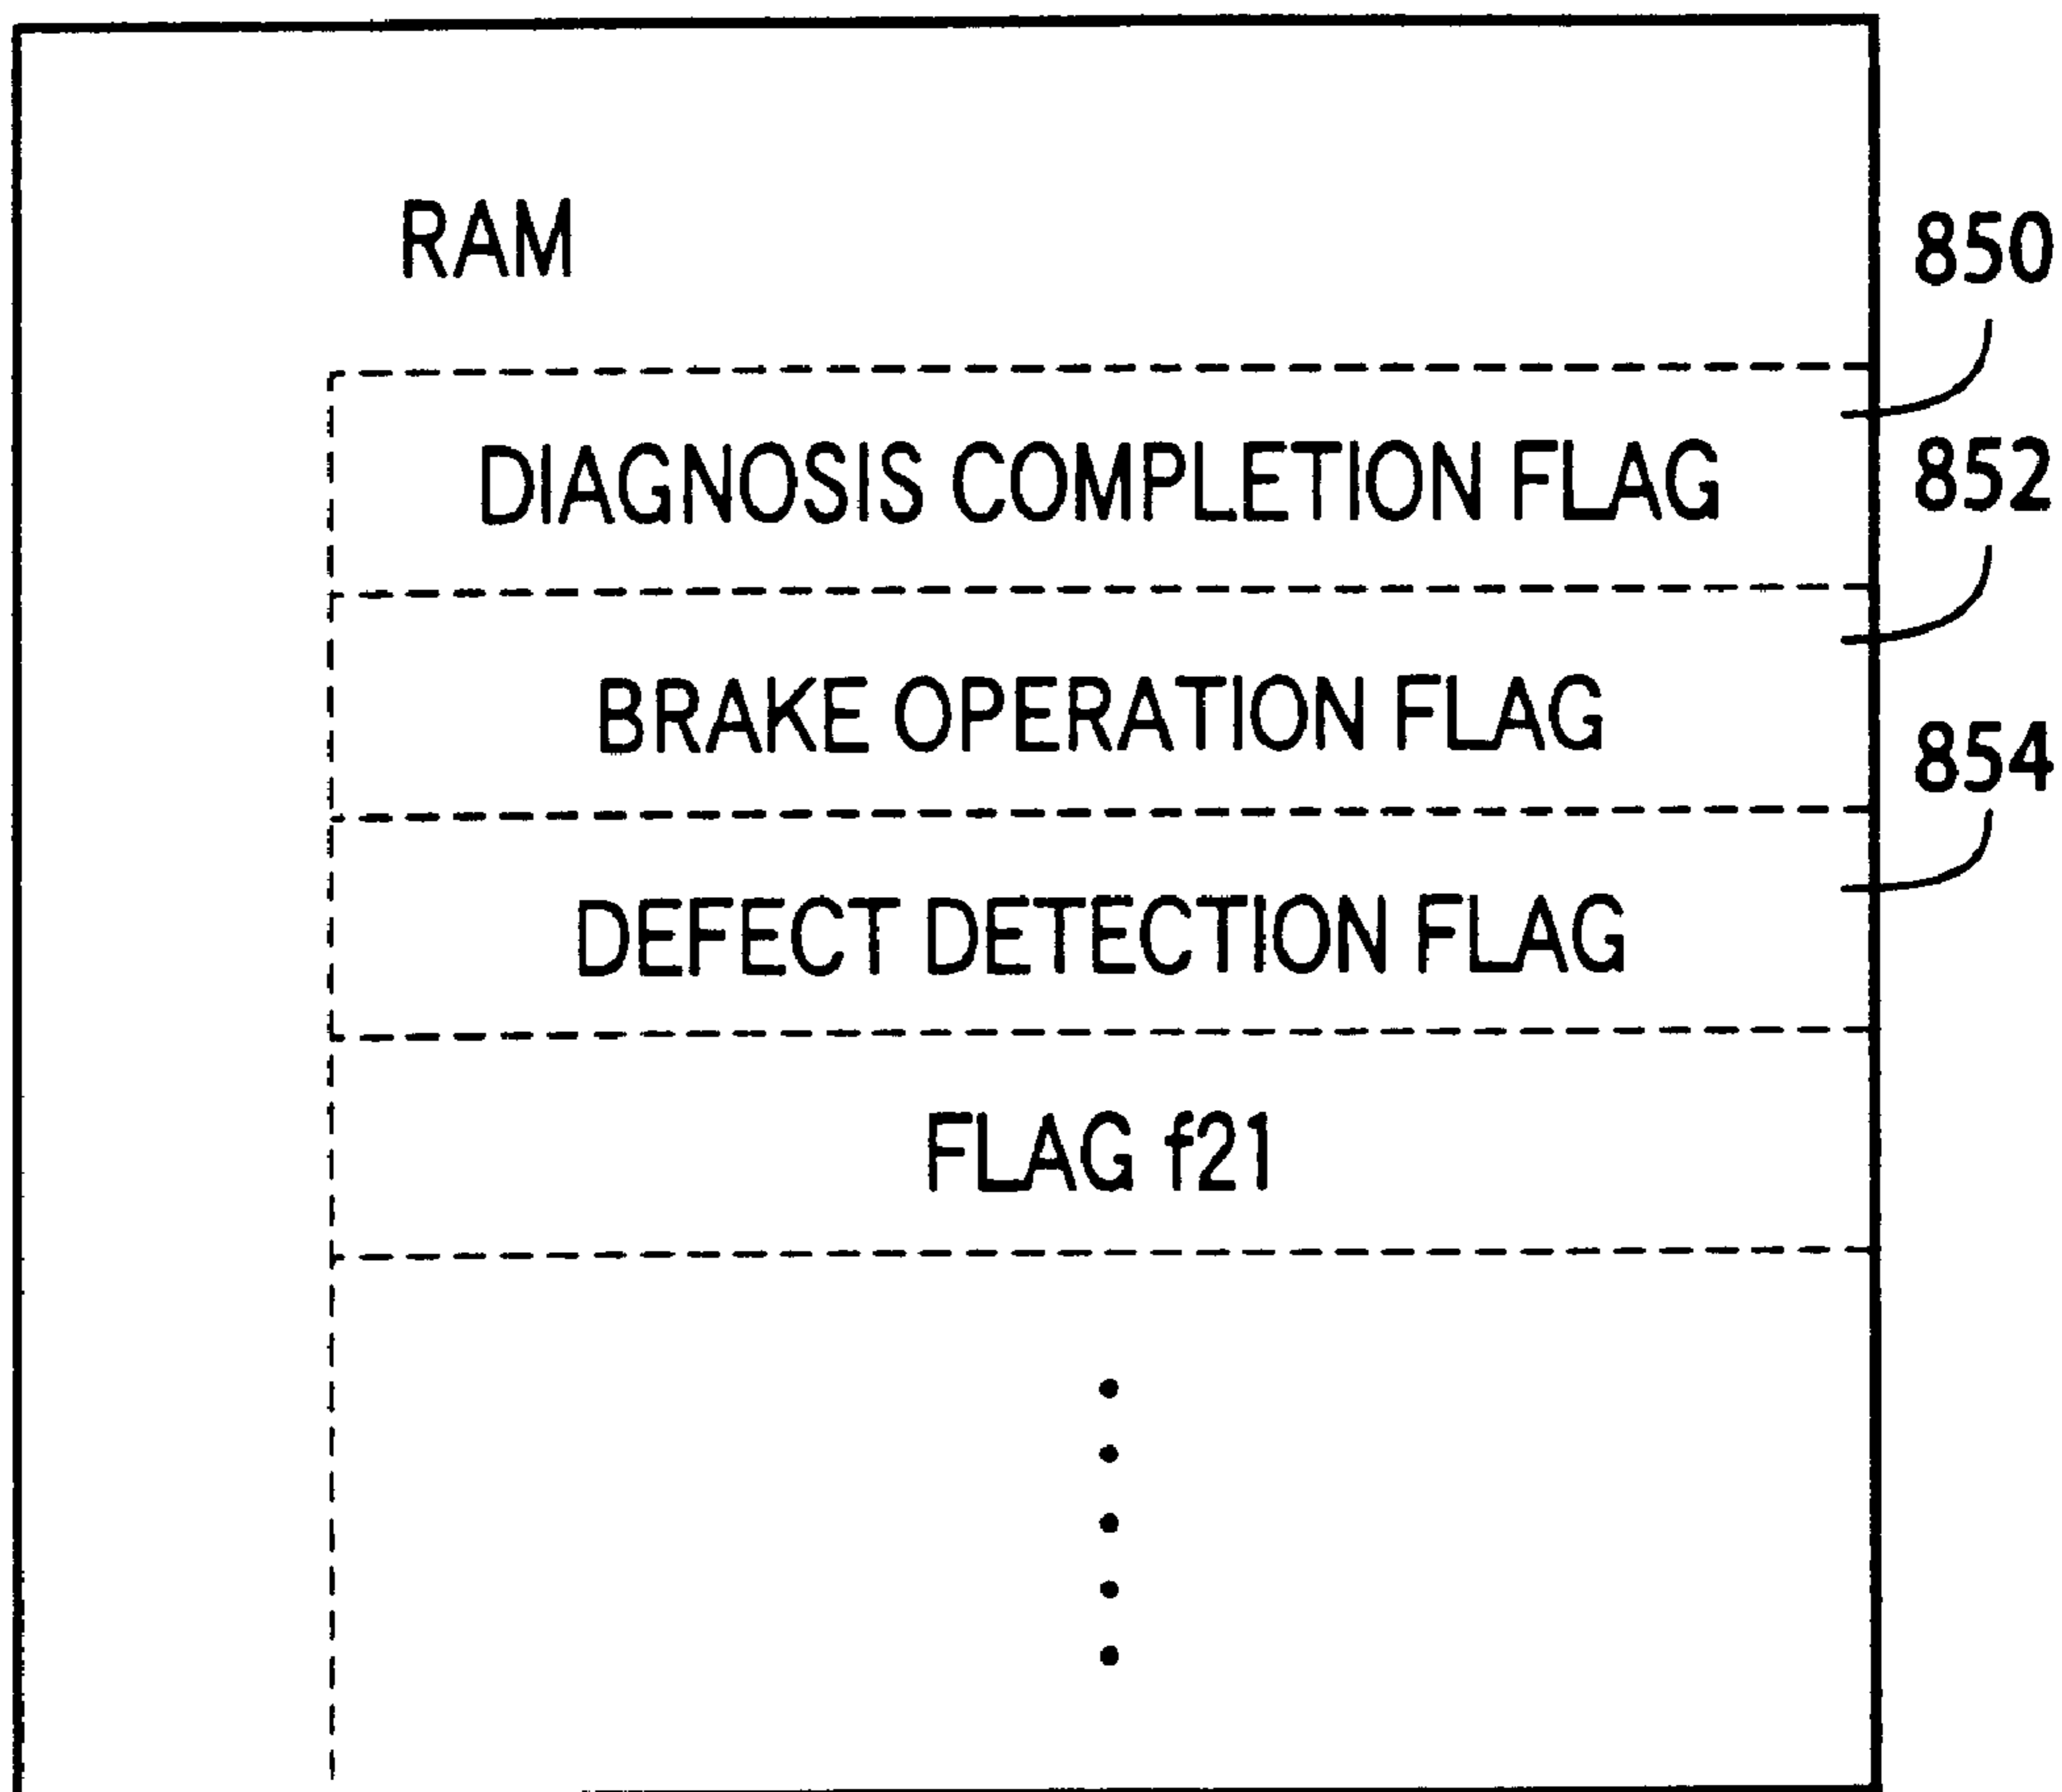 RAM
850
DIAGNOSIS COMPLETION FLAG
852
BRAKE OPERATION FLAG
854
DEFECT DETECTION FLAG
FLAG f21